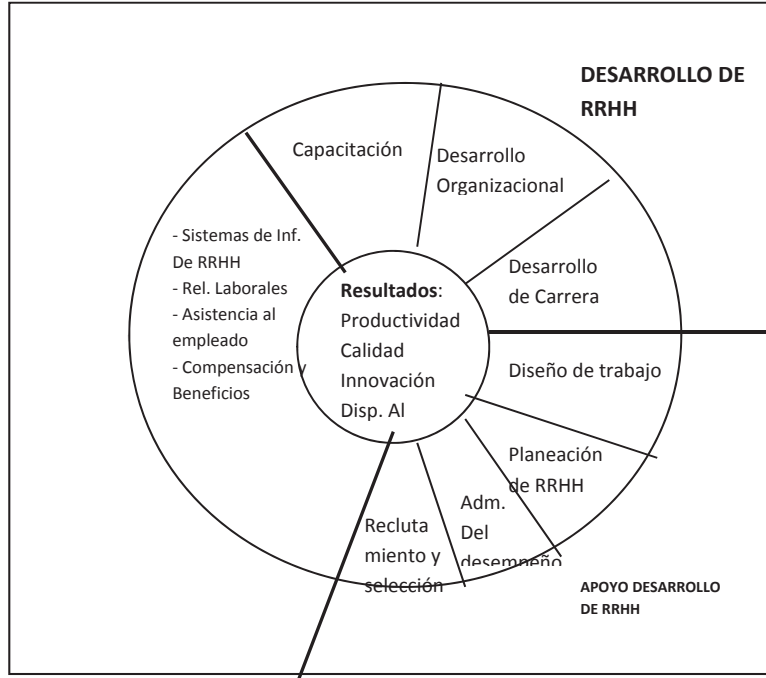 DESARROLLO DE
RRHH
Capacitación
Desarrollo
Organizacional
- Sistemas de Inf.
De RRHH
- Rel. Laborales
- Asistencia al
empleado
- Compensación y
Beneficios
Desarrollo
de Carrera
Resultados:
Productividad
Calidad
Innovación
Disp. Al
Diseño de trabajo
Planeación
de RRHH
Adm.
Del
desempeño
Recluta
miento y
selección
APOYO DESARROLLO
DE RRHH